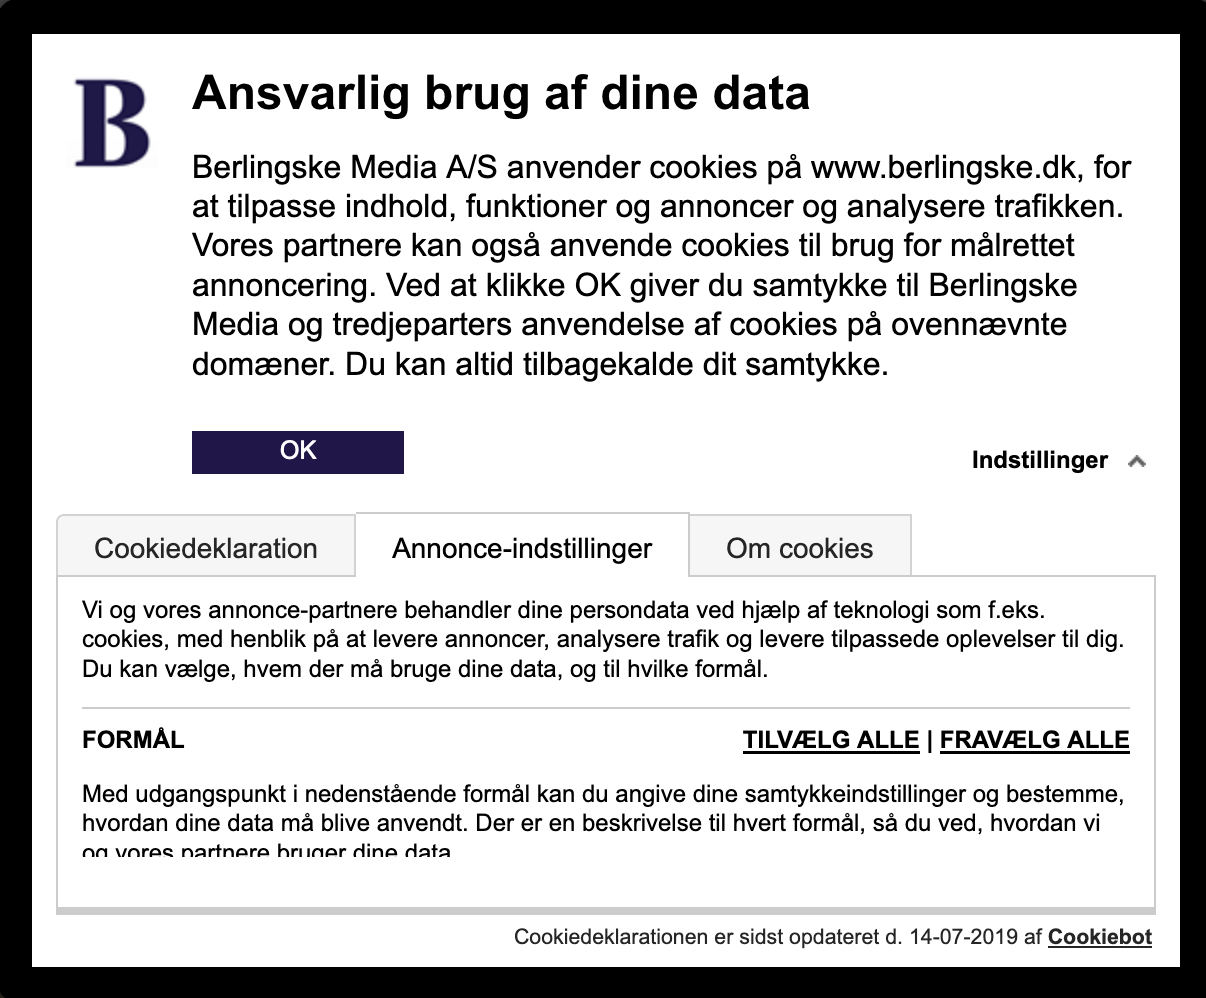 B
Ansvarlig brug af dine data
Berlingske Media A/S anvender cookies på www.berlingske.dk, for
at tilpasse indhold, funktioner og annoncer og analysere trafikken.
Vores partnere kan også anvende cookies til brug for målrettet
annoncering. Ved at klikke OK giver du samtykke til Berlingske
Media og tredjeparters anvendelse af cookies på ovennævnte
domæner. Du kan altid tilbagekalde dit samtykke.
OK
Indstillinger
Cookiedeklaration
Annonce-indstillinger
Om cookies
Vi og vores annonce-partnere behandler dine persondata ved hjælp af teknologi som f.eks.
cookies, med henblik på at levere annoncer, analysere trafik og levere tilpassede oplevelser til dig.
Du kan vælge, hvem der må bruge dine data, og til hvilke formål.
FORMÅL
TILVÆLG ALLE | FRAVÆLG ALLE
Med udgangspunkt i nedenstående formål kan du angive dine samtykkeindstillinger og bestemme,
hvordan dine data må blive anvendt. Der er en beskrivelse til hvert formål, så du ved, hvordan vi
og vores partnere bruger dine data
Cookiedeklarationen er sidst opdateret d. 14-07-2019 af Cookiebot